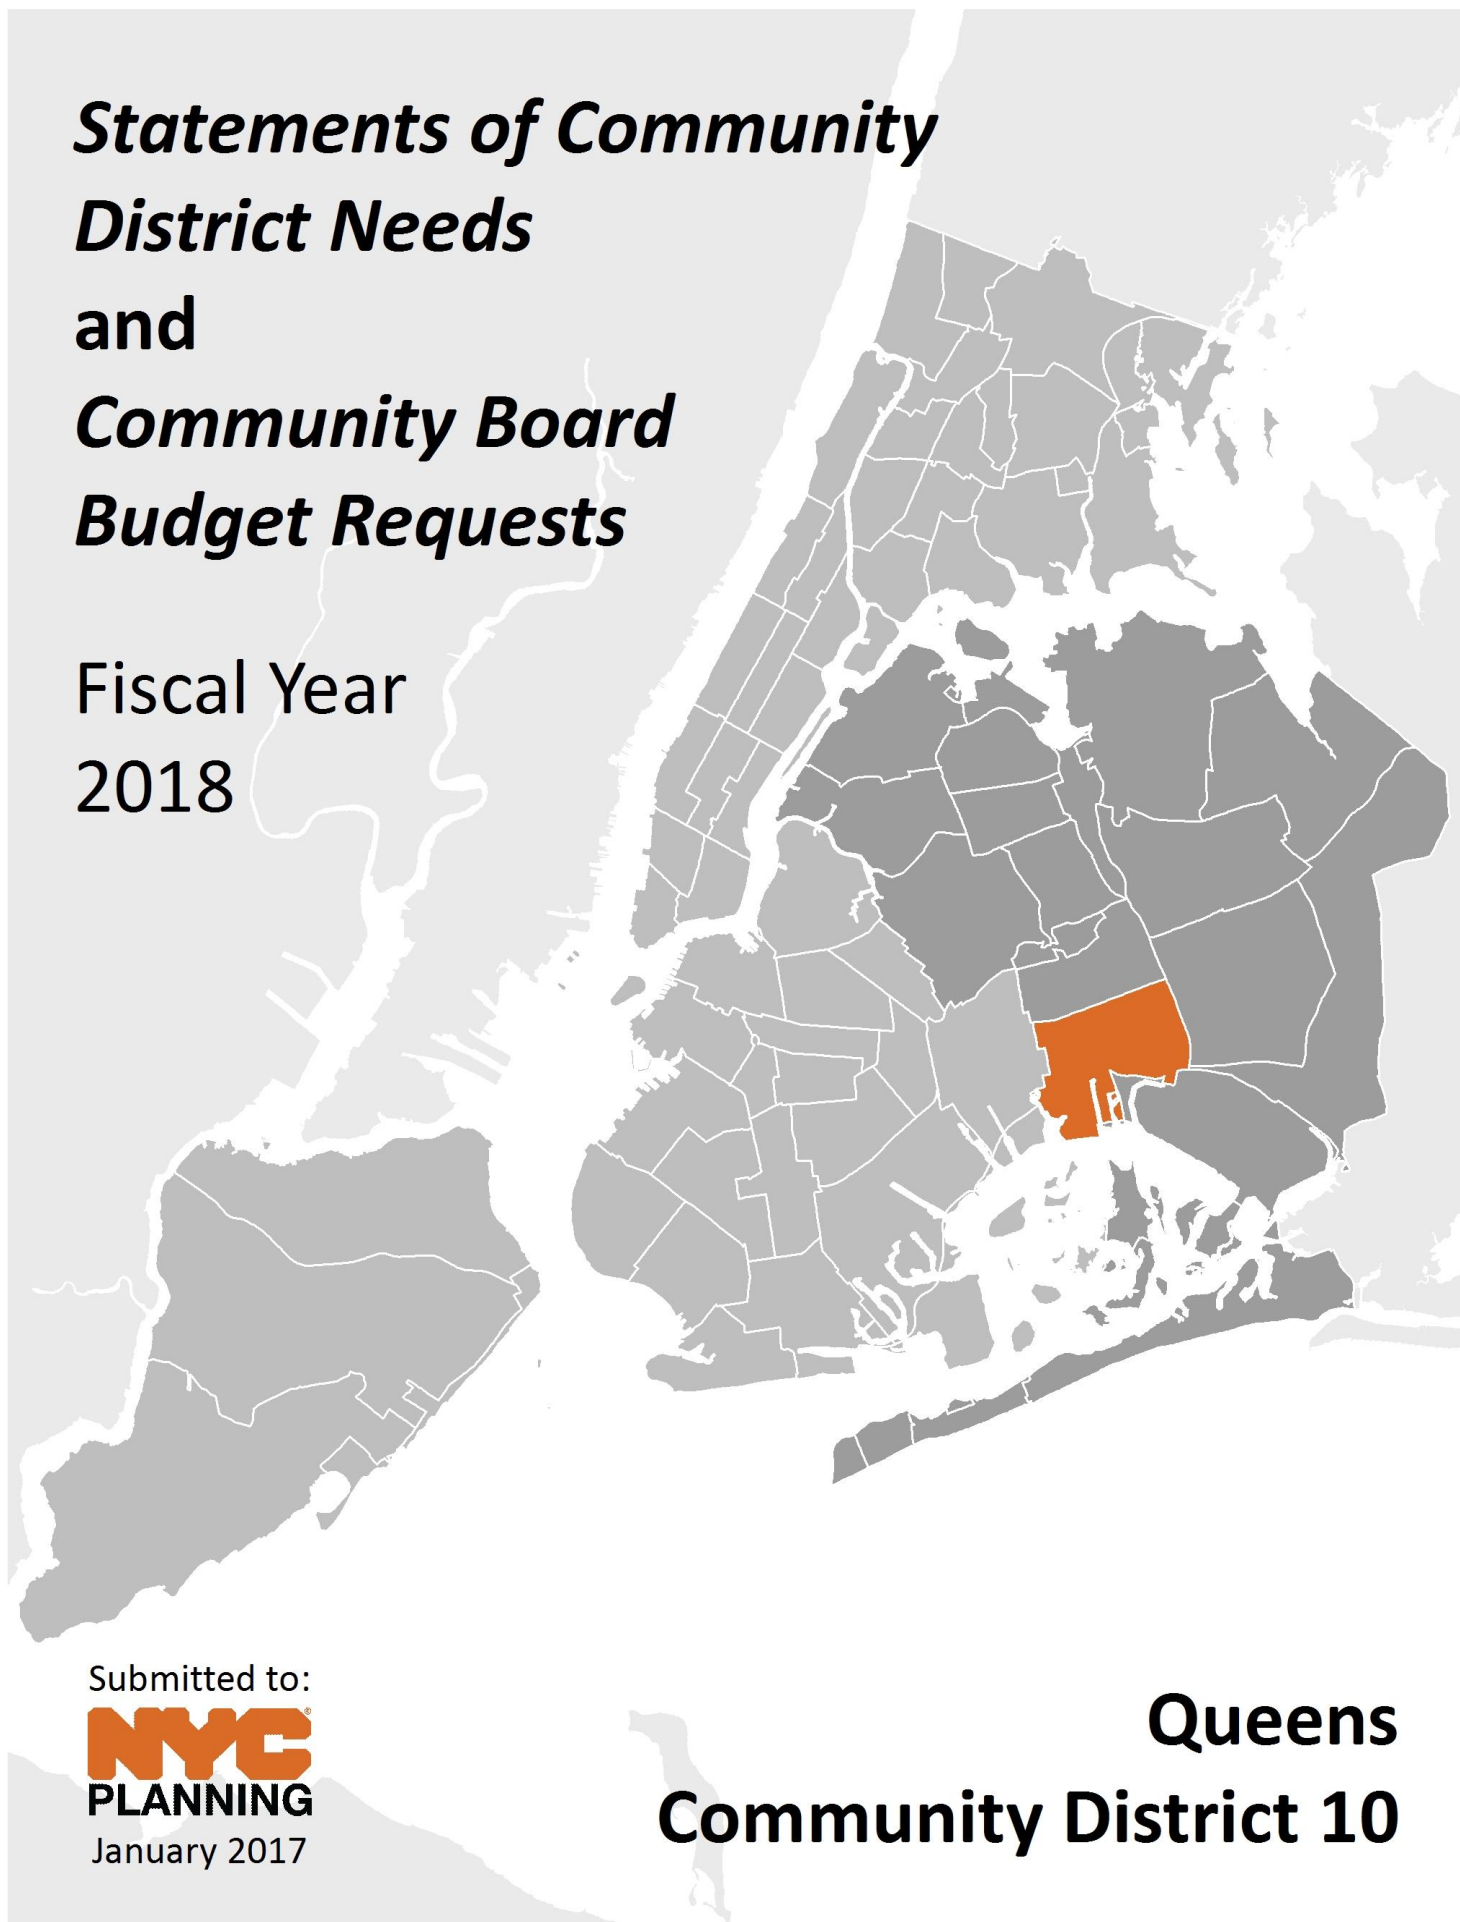 Statements of Community
District Needs
and
Community Board
Budget Requests
Fiscal Year
2018
Submitted to:
NYC®
PLANNING
January 2017
Queens
Community District 10